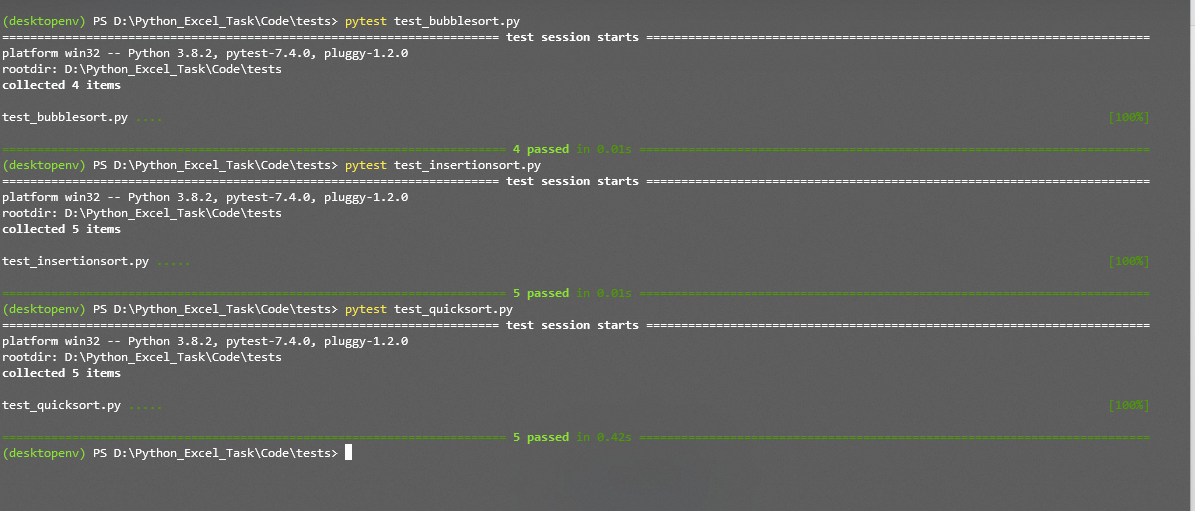 (desktopenv) PS D:\Python_Excel_Task\Code\tests> pytest test_bubblesort.py
======================================================================= test session starts ========================================================================
platform win32 -- Python 3.8.2, pytest-7.4.0, pluggy-1.2.0
rootdir: D:\Python_Excel_Task\Code\tests
collected 4 items
test_bubblesort.py .... [100%]
======================================================================== 4 passed in 0.01s =========================================================================
(desktopenv) PS D:\Python_Excel_Task\Code\tests> pytest test_insertionsort.py
======================================================================= test session starts ========================================================================
platform win32 -- Python 3.8.2, pytest-7.4.0, pluggy-1.2.0
rootdir: D:\Python_Excel_Task\Code\tests
collected 5 items
test_insertionsort.py ..... [100%]
======================================================================== 5 passed in 0.01s =========================================================================
(desktopenv) PS D:\Python_Excel_Task\Code\tests> pytest test_quicksort.py
======================================================================= test session starts ========================================================================
platform win32 -- Python 3.8.2, pytest-7.4.0, pluggy-1.2.0
rootdir: D:\Python_Excel_Task\Code\tests
collected 5 items
test_quicksort.py ..... [100%]
======================================================================== 5 passed in 0.42s =========================================================================
(desktopenv) PS D:\Python_Excel_Task\Code\tests>